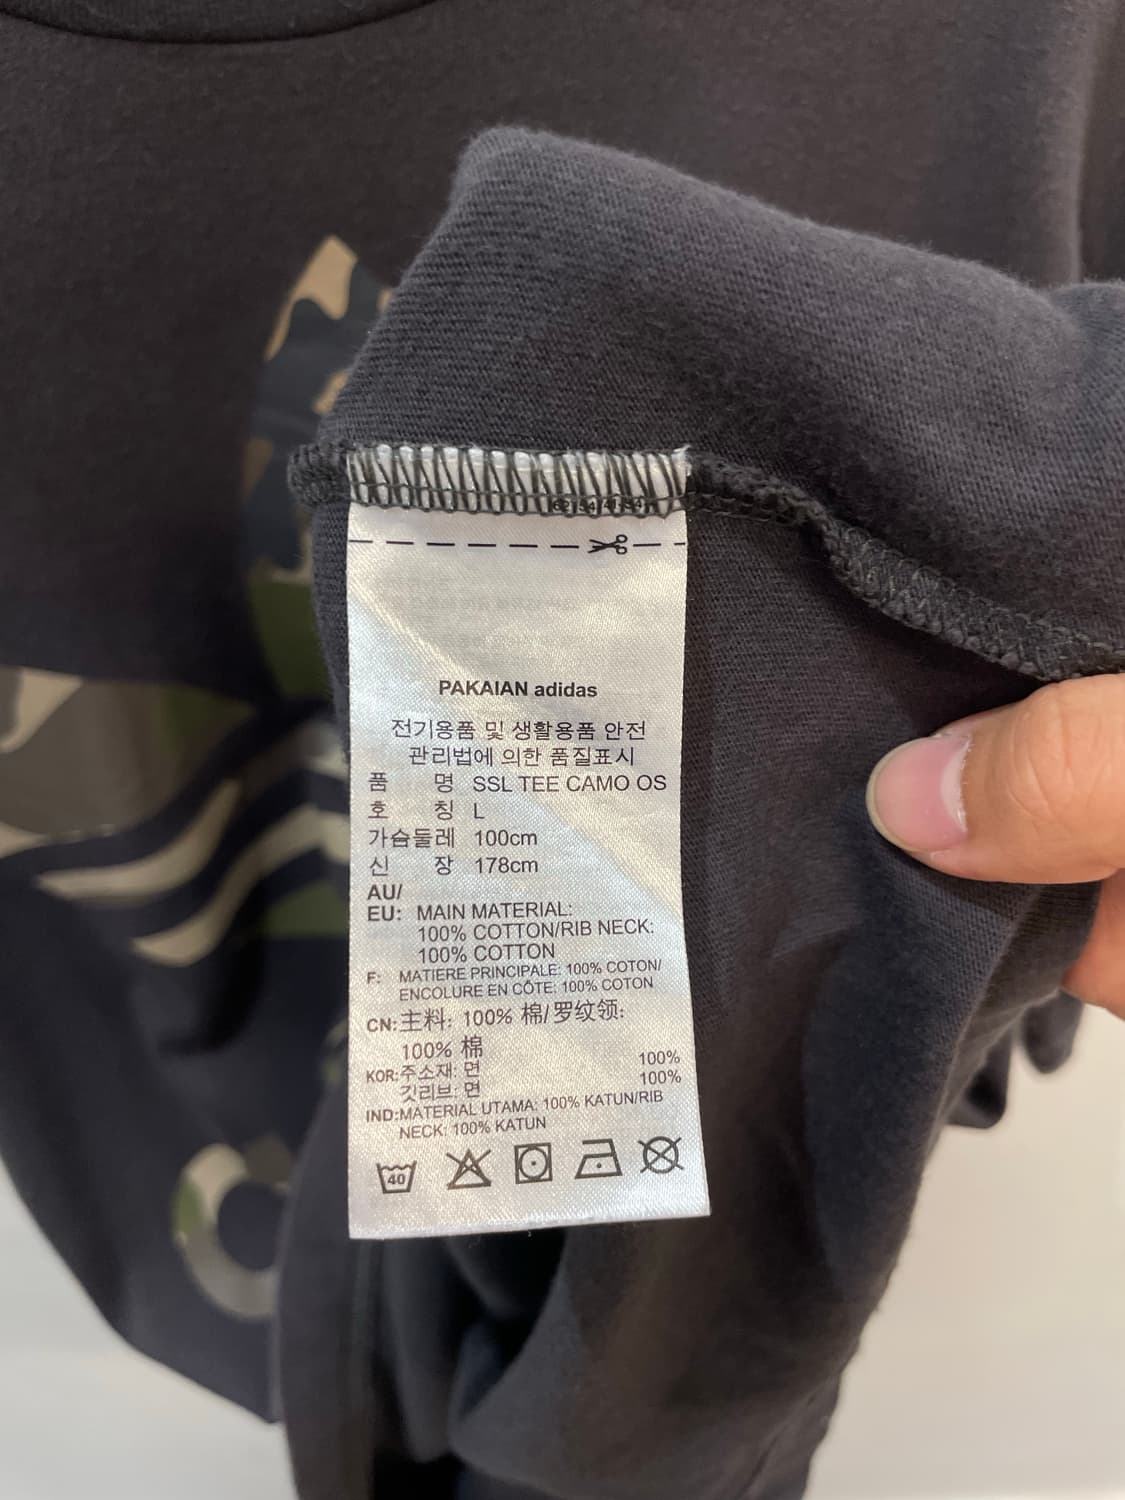 PAKAIAN adidas
전기용품 및 생활용품 안전
관리법에 의한 품질표시
품 명 SSL TEE CAMO OS
호 칭 L
가슴둘레 100cm
신 장 178cm
AU/
EU: MAIN MATERIAL:
100% COTTON/RIB NECK:
100% COTTON
F: MATIERE PRINCIPALE: 100% COTON/
ENCOLURE EN CÔTE: 100% COTON
CN:主料: 100% 棉/罗纹领:
100% 棉
KOR:주소재: 면 100%
깃리브: 면 100%
IND:MATERIAL UTAMA: 100% KATUN/RIB
NECK: 100% KATUN
40